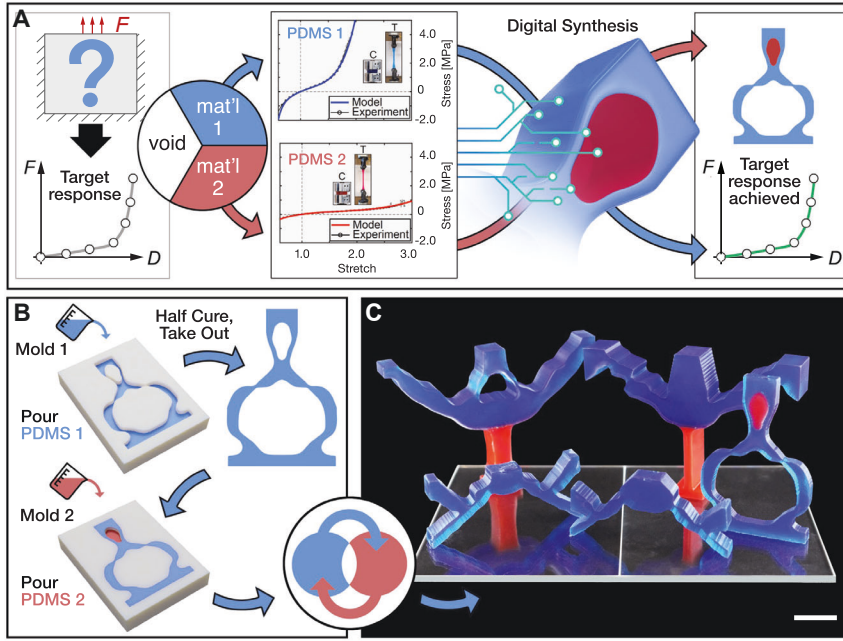 A
F
?
mat'l
1
void
mat'l
2
Target
response
F
D
PDMS 1
T
C
4.0
2.0
0
-2.0
Stress [MPa]
Model
Experiment
PDMS 2
T
C
4.0
2.0
0
-2.0
Stress [MPa]
Model
Experiment
1.0
2.0
3.0
Stretch
Digital Synthesis
F
Target
response
achieved
D
B
Mold 1
Half Cure,
Take Out
Pour
PDMS 1
Mold 2
Pour
PDMS 2
C